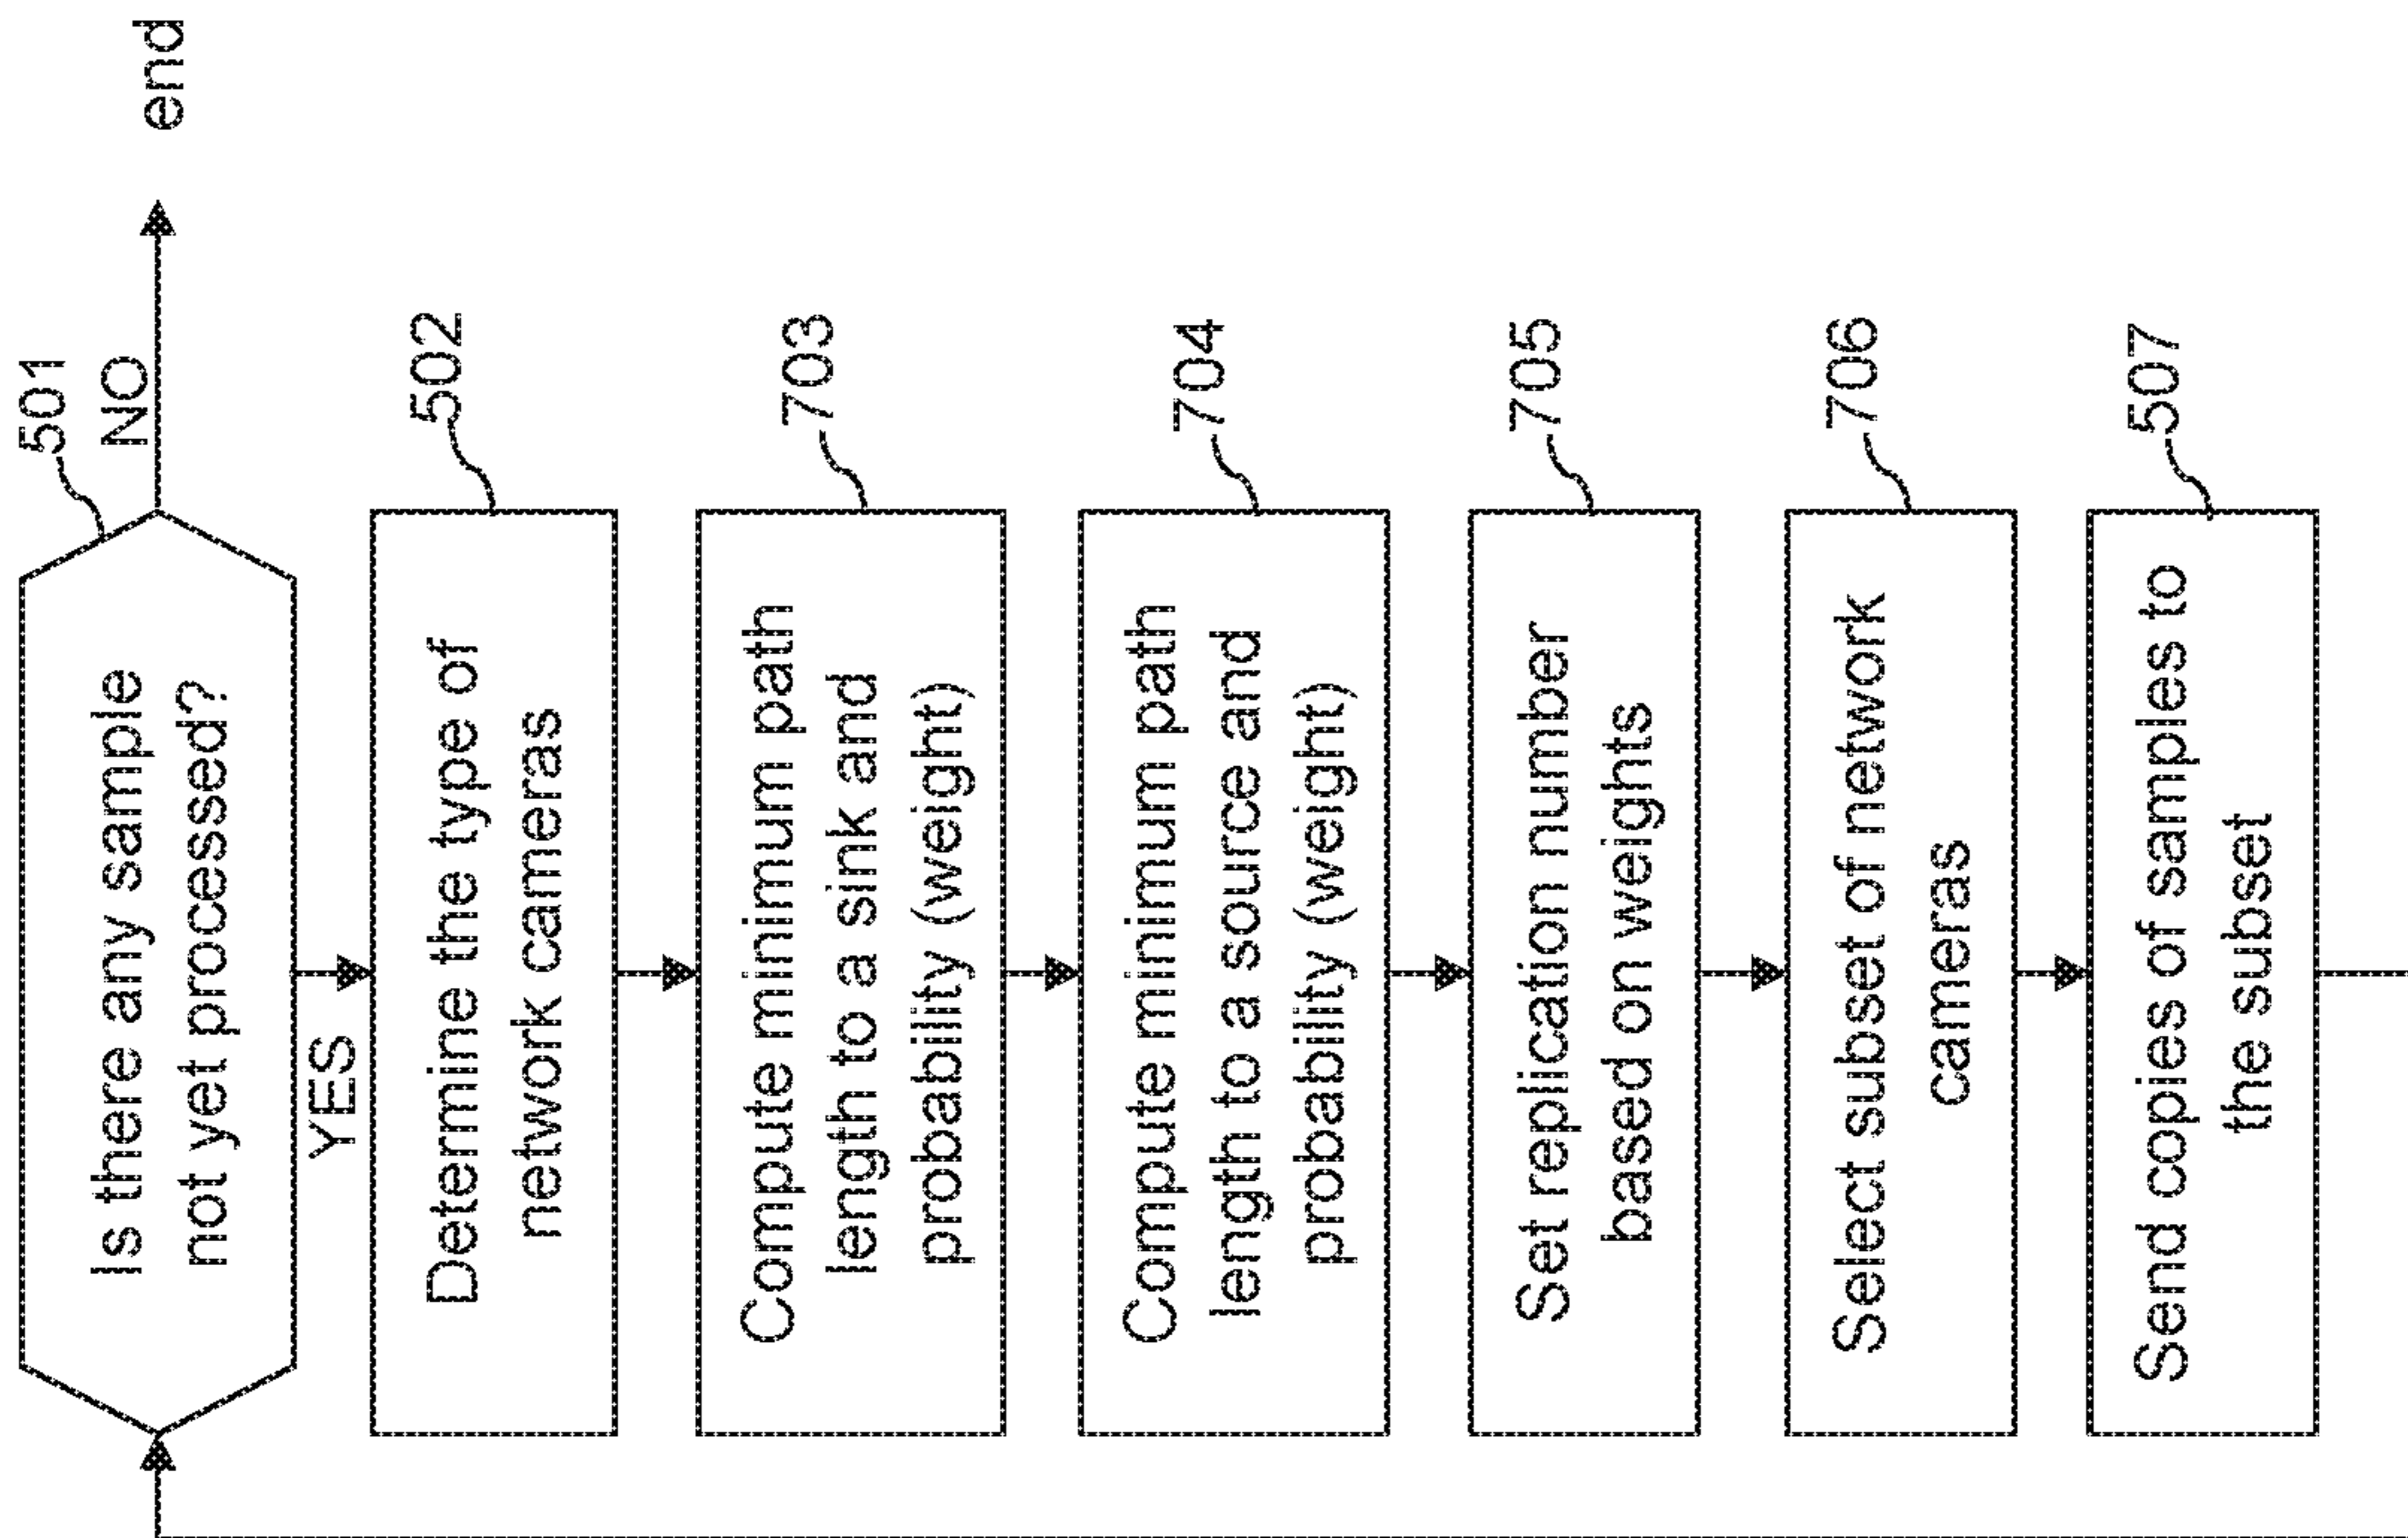 501
Is there any sample
not yet processed?
NO
end
YES
502
Determine the type of
network cameras
703
Compute minimum path
length to a sink and
probability (weight)
704
Compute minimum path
length to a source and
probability (weight)
705
Set replication number
based on weights
706
Select subset of network
cameras
507
Send copies of samples to
the subset